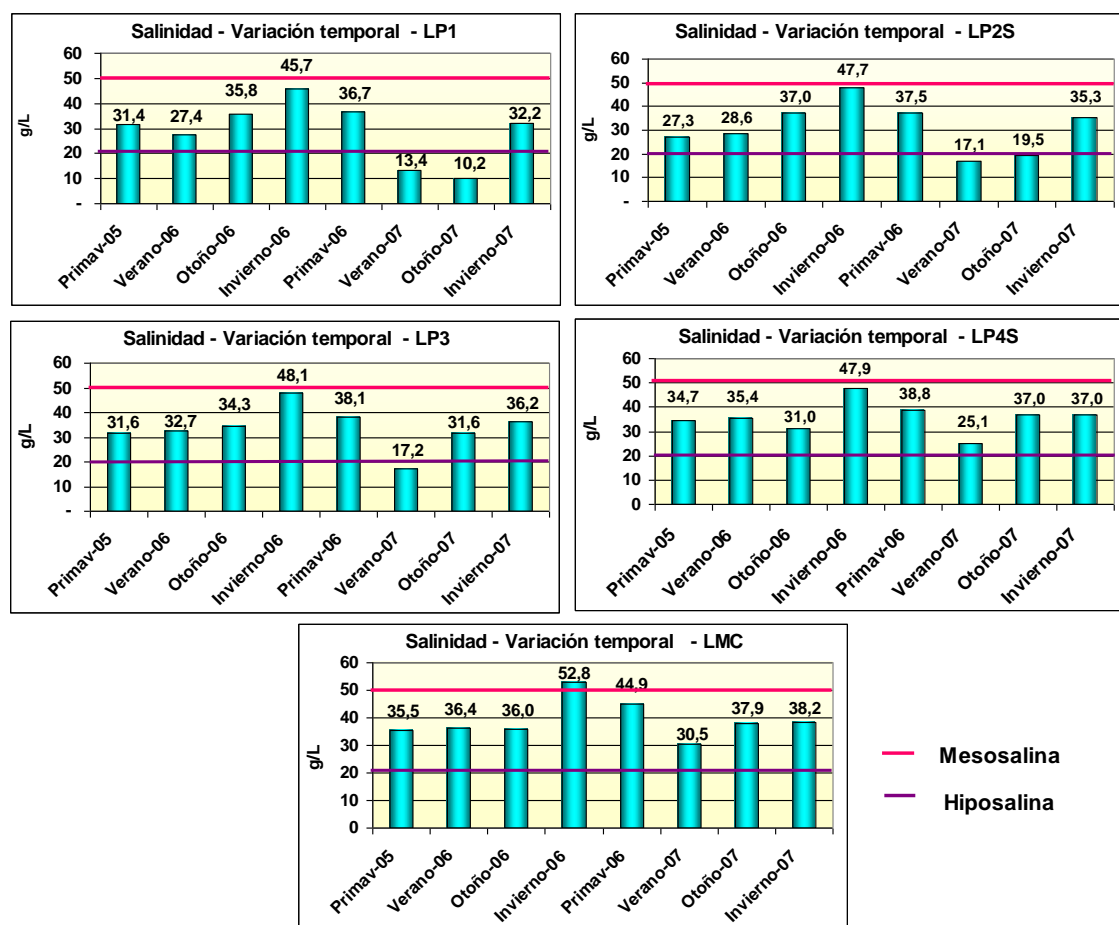 Salinidad - Variación temporal - LP1
60
50
40
30
20
10
-
g/L
31,4
27,4
35,8
45,7
36,7
13,4
10,2
32,2
Primav-05
Verano-06
Otoño-06
Invierno-06
Primav-06
Verano-07
Otoño-07
Invierno-07
Salinidad - Variación temporal - LP2S
60
50
40
30
20
10
-
g/L
27,3
28,6
37,0
47,7
37,5
17,1
19,5
35,3
Primav-05
Verano-06
Otoño-06
Invierno-06
Primav-06
Verano-07
Otoño-07
Invierno-07
Salinidad - Variación temporal - LP3
60
50
40
30
20
10
-
g/L
31,6
32,7
34,3
48,1
38,1
17,2
31,6
36,2
Primav-05
Verano-06
Otoño-06
Invierno-06
Primav-06
Verano-07
Otoño-07
Invierno-07
Salinidad - Variación temporal - LP4S
60
50
40
30
20
10
0
g/L
34,7
35,4
31,0
47,9
38,8
25,1
37,0
37,0
Primav-05
Verano-06
Otoño-06
Invierno-06
Primav-06
Verano-07
Otoño-07
Invierno-07
Salinidad - Variación temporal - LMC
60
50
40
30
20
10
0
g/L
35,5
36,4
36,0
52,8
44,9
30,5
37,9
38,2
Primav-05
Verano-06
Otoño-06
Invierno-06
Primav-06
Verano-07
Otoño-07
Invierno-07
Mesosalina
Hiposalina